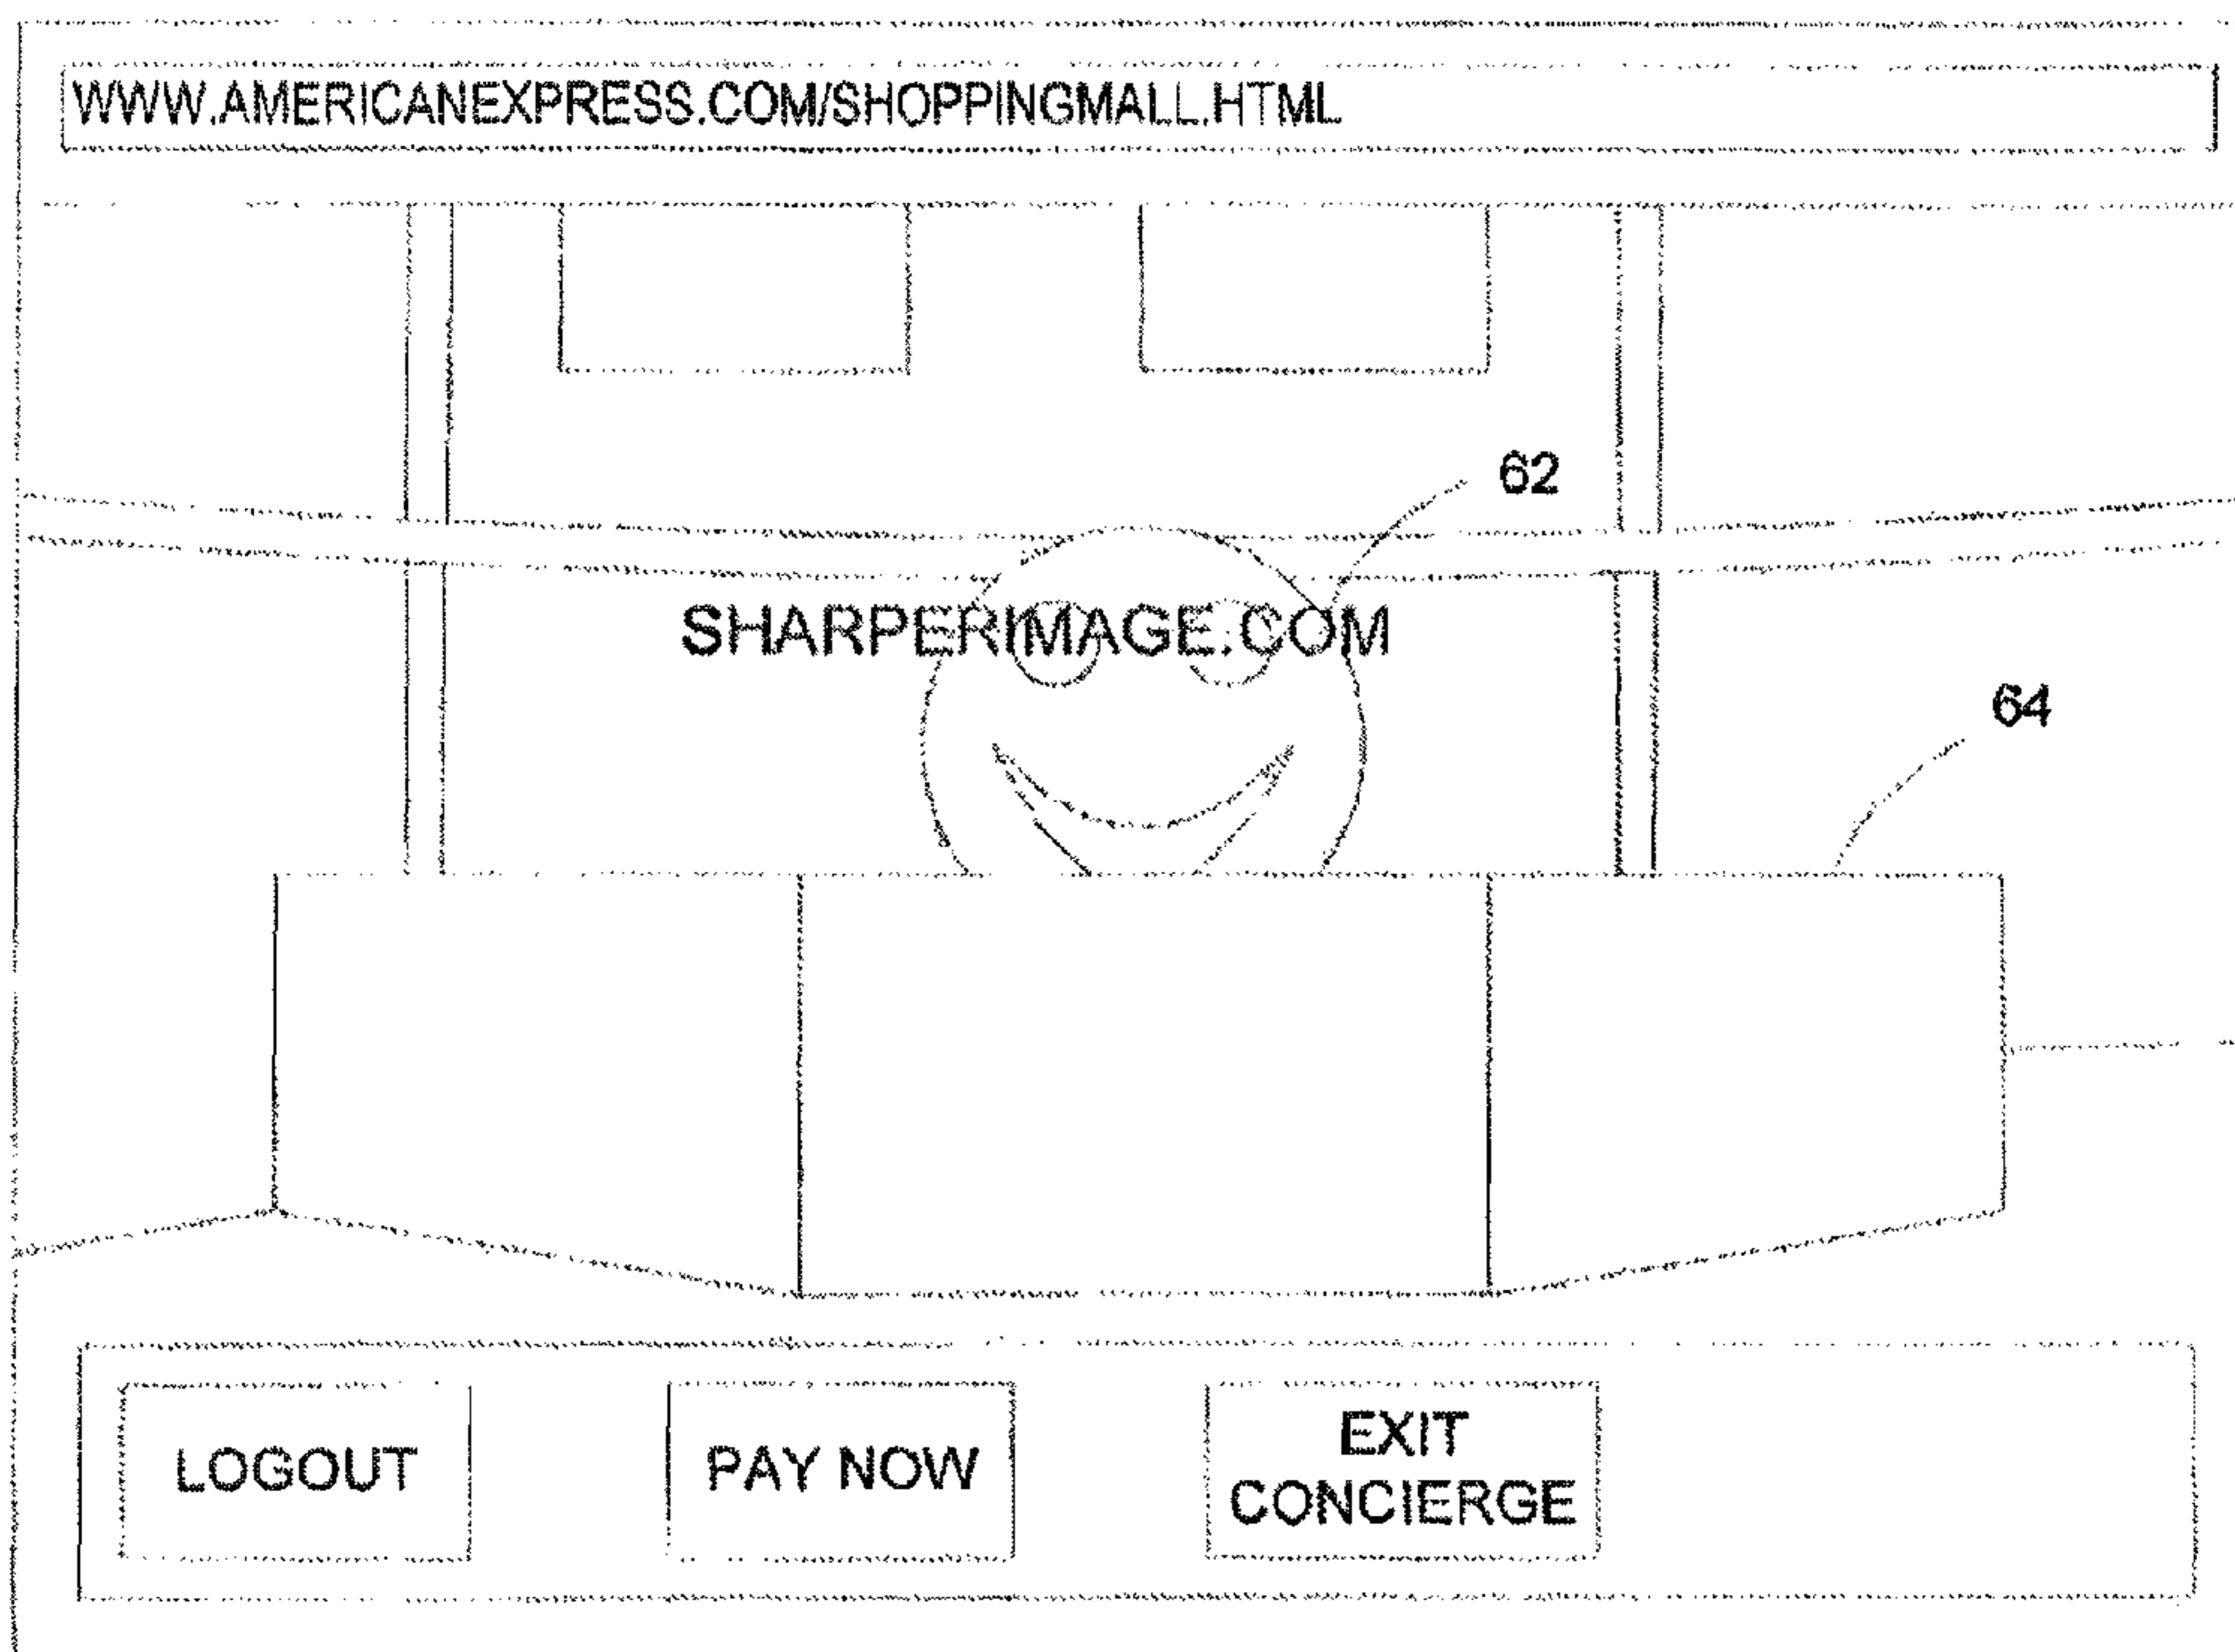 WWW.AMERICANEXPRESS.COM/SHOPPINGMALL.HTML
62
SHARPERIMAGE.COM
64
LOGOUT
PAY NOW
EXIT
CONCIERGE